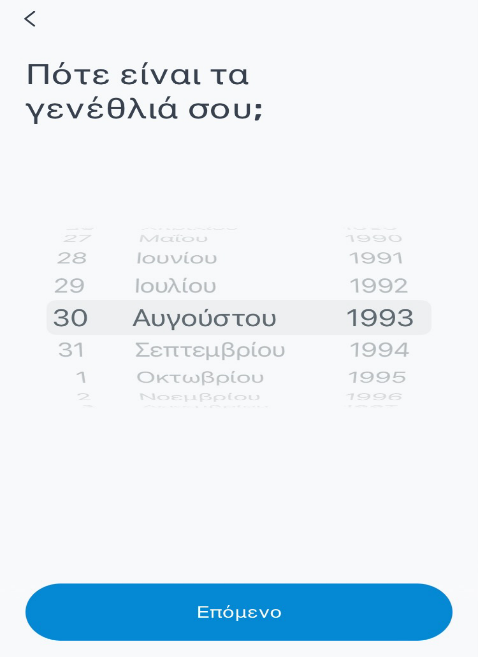 Πότε είναι τα
γενέθλιά σου;
27 Μαΐου 1990
28 Ιουνίου 1991
29 Ιουλίου 1992
30 Αυγούστου 1993
31 Σεπτεμβρίου 1994
1 Οκτωβρίου 1995
2 Νοεμβρίου 1996
Επόμενο